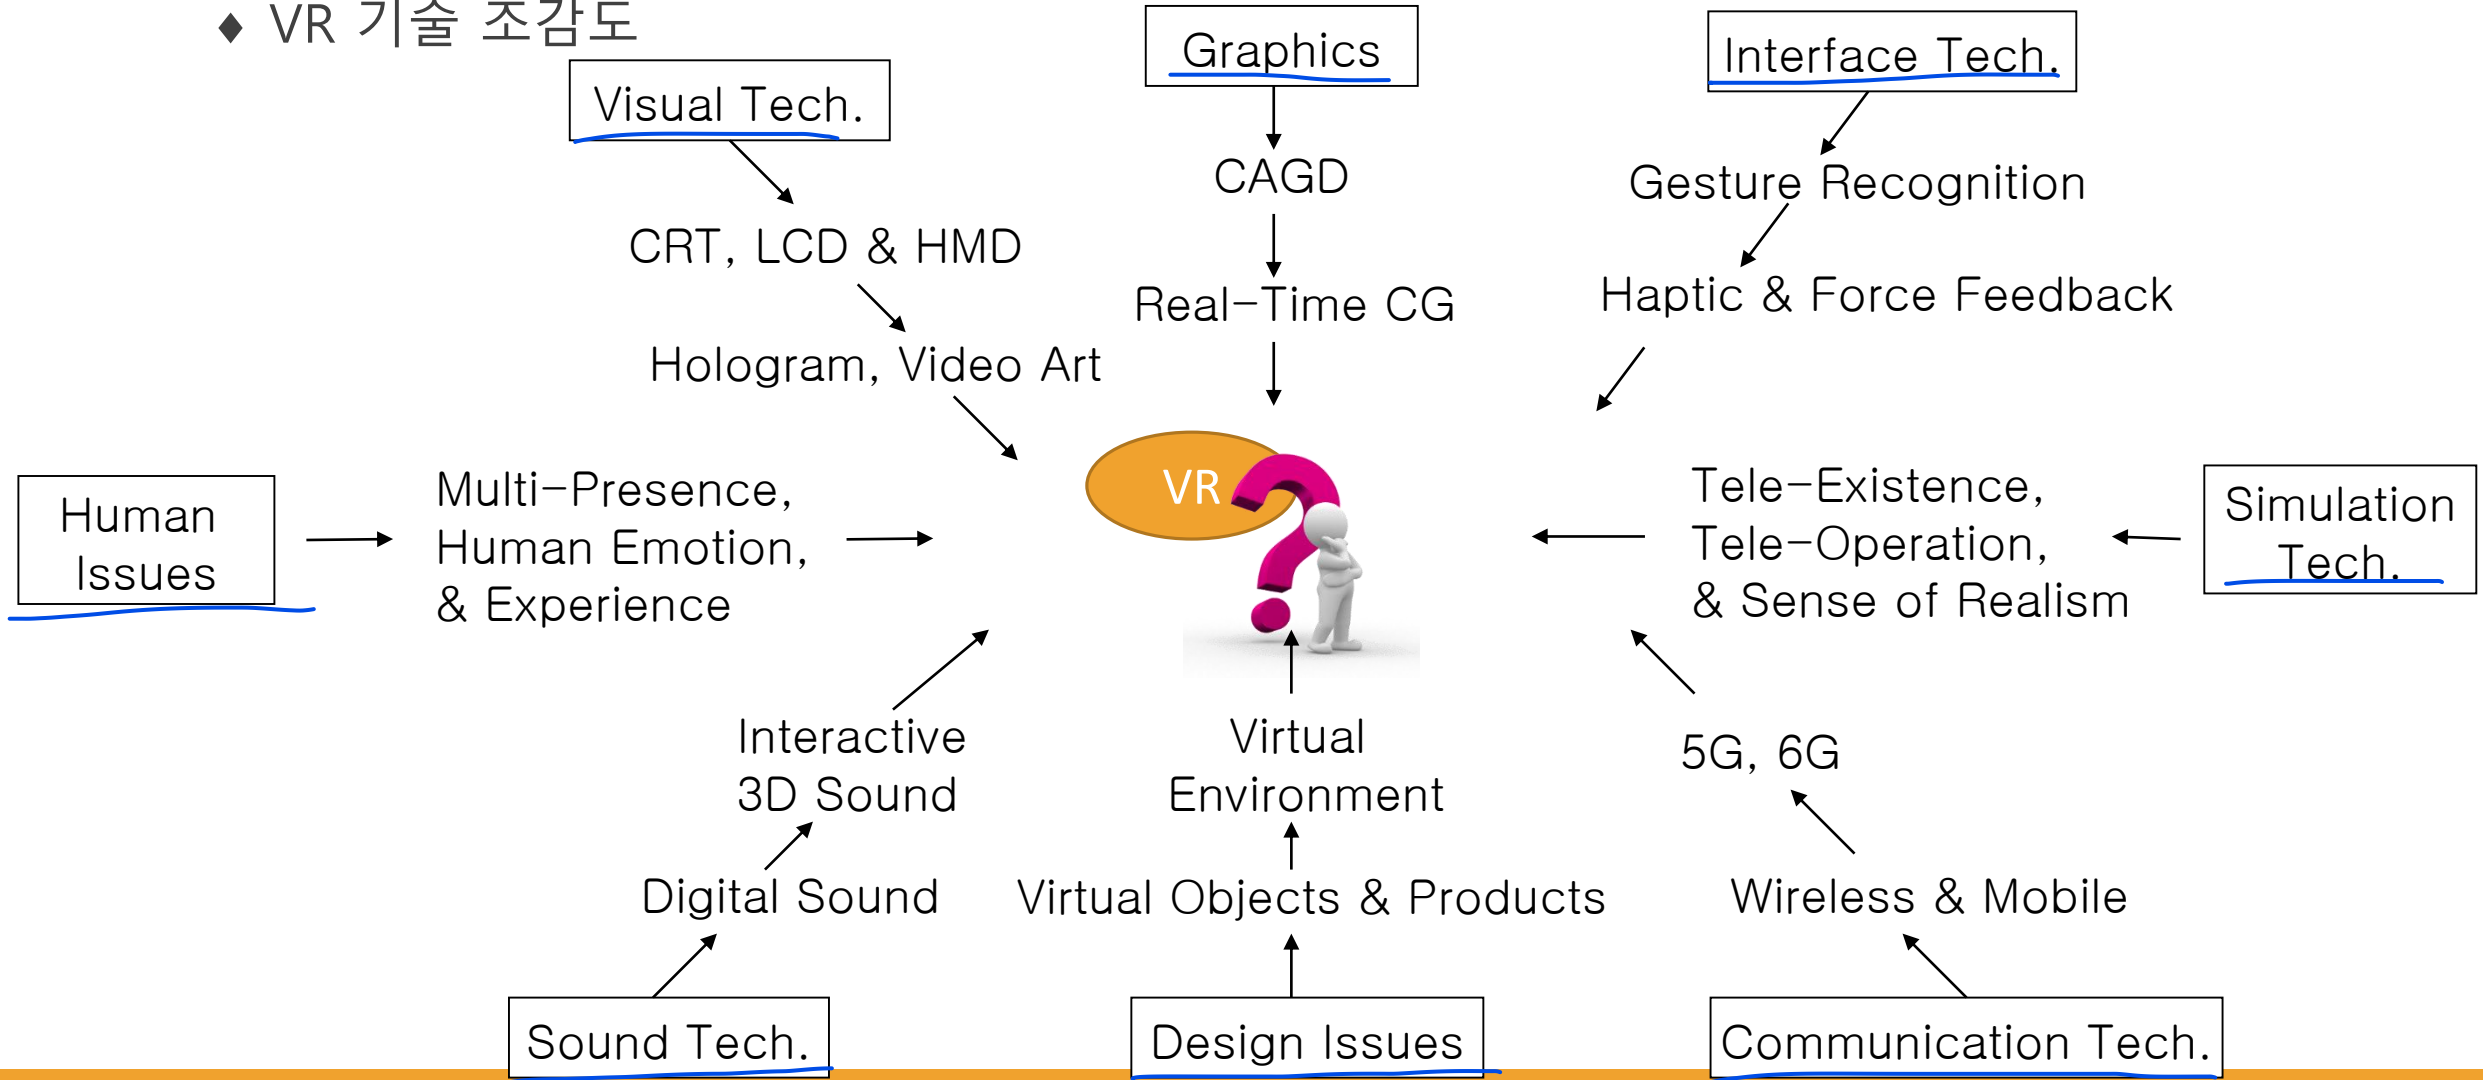 ♦ VR 기술 조감도
Visual Tech.
CRT, LCD & HMD
Hologram, Video Art
Graphics
CAGD
Real-Time CG
Interface Tech.
Gesture Recognition
Haptic & Force Feedback
Human
Issues
Multi-Presence,
Human Emotion,
& Experience
VR
Tele-Existence,
Tele-Operation,
& Sense of Realism
Simulation
Tech.
Interactive
3D Sound
Digital Sound
Sound Tech.
Virtual
Environment
Virtual Objects & Products
Design Issues
5G, 6G
Wireless & Mobile
Communication Tech.